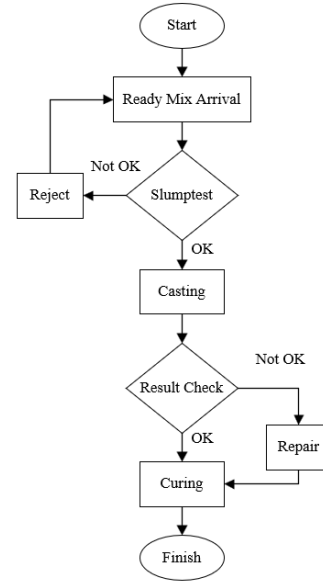 Start
Ready Mix Arrival
Not OK
Reject
Slumptest
OK
Casting
Not OK
Result Check
OK
Repair
Curing
Finish